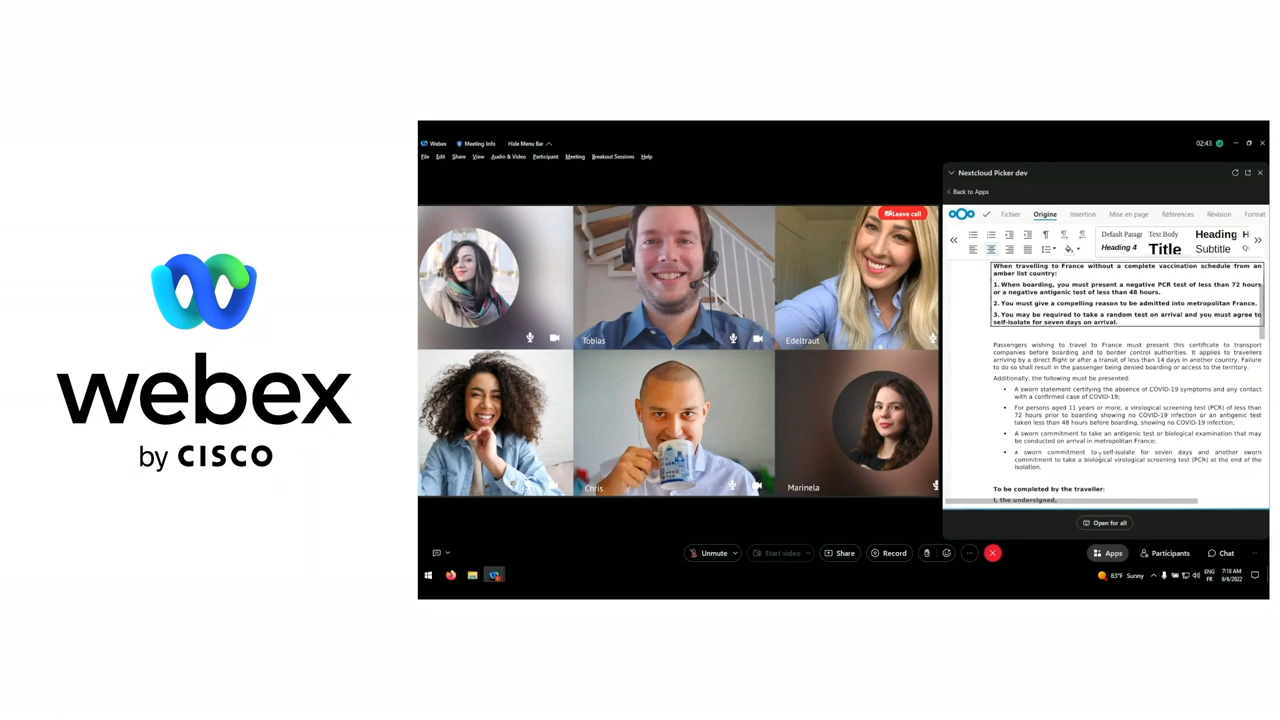 webex
by CISCO
Webex Meeting Info Hide Menu Bar
02:43
File Edit Share View Audio & Video Participant Meeting Breakout Sessions Help
Leave call
Tobias
Edeltraut
Chris
Marinela
Nextcloud Picker dev
Back to Apps
Fichier Origine Insertion Mise en page Références Révision Format
Default Paragr Text Body Heading
Heading 4 Title Subtitle
When travelling to France without a complete vaccination schedule from an
amber list country:
1. When boarding, you must present a negative PCR test of less than 72 hours
or a negative antigenic test of less than 48 hours.
2. You must give a compelling reason to be admitted into metropolitan France.
3. You may be required to take a random test on arrival and you must agree to
self-isolate for seven days on arrival.
Passengers wishing to travel to France must present this certificate to transport
companies before boarding and to border control authorities. It applies to travellers
arriving by a direct flight or after a transit of less than 14 days in another country. Failure
to do so shall result in the passenger being denied boarding or access to the territory.
Additionally, the following must be presented:
• A sworn statement certifying the absence of COVID-19 symptoms and any contact
with a confirmed case of COVID-19;
• For persons aged 11 years or more, a virological screening test (PCR) of less than
72 hours prior to boarding showing no COVID-19 infection or an antigenic test
taken less than 48 hours before boarding, showing no COVID-19 infection;
• A sworn commitment to take an antigenic test or biological examination that may
be conducted on arrival in metropolitan France;
• A sworn commitment to self-isolate for seven days and another sworn
commitment to take a biological virological screening test (PCR) at the end of the
isolation.
To be completed by the traveller:
I, the undersigned,
Open for all
Unmute Start video Share Record Apps Participants Chat
83°F Sunny
ENG
FR
7:18 AM
9/6/2022